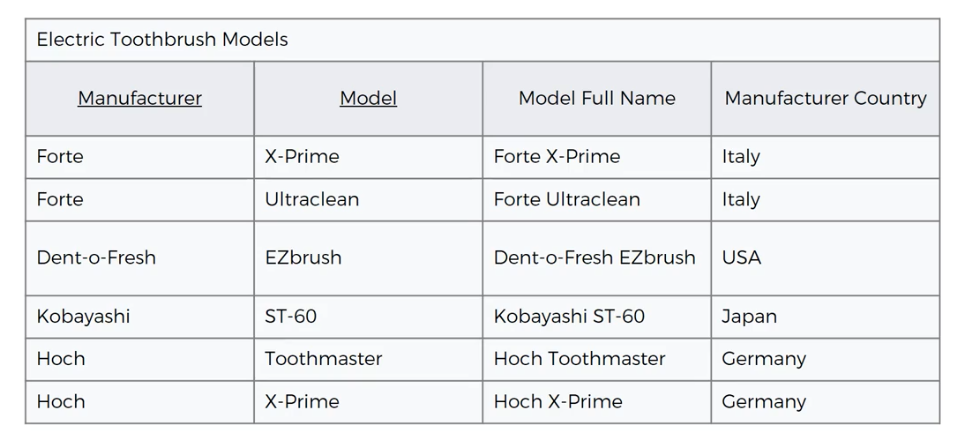 Electric Toothbrush Models
Manufacturer Model Model Full Name Manufacturer Country
Forte X-Prime Forte X-Prime Italy
Forte Ultraclean Forte Ultraclean Italy
Dent-o-Fresh EZbrush Dent-o-Fresh EZbrush USA
Kobayashi ST-60 Kobayashi ST-60 Japan
Hoch Toothmaster Hoch Toothmaster Germany
Hoch X-Prime Hoch X-Prime Germany